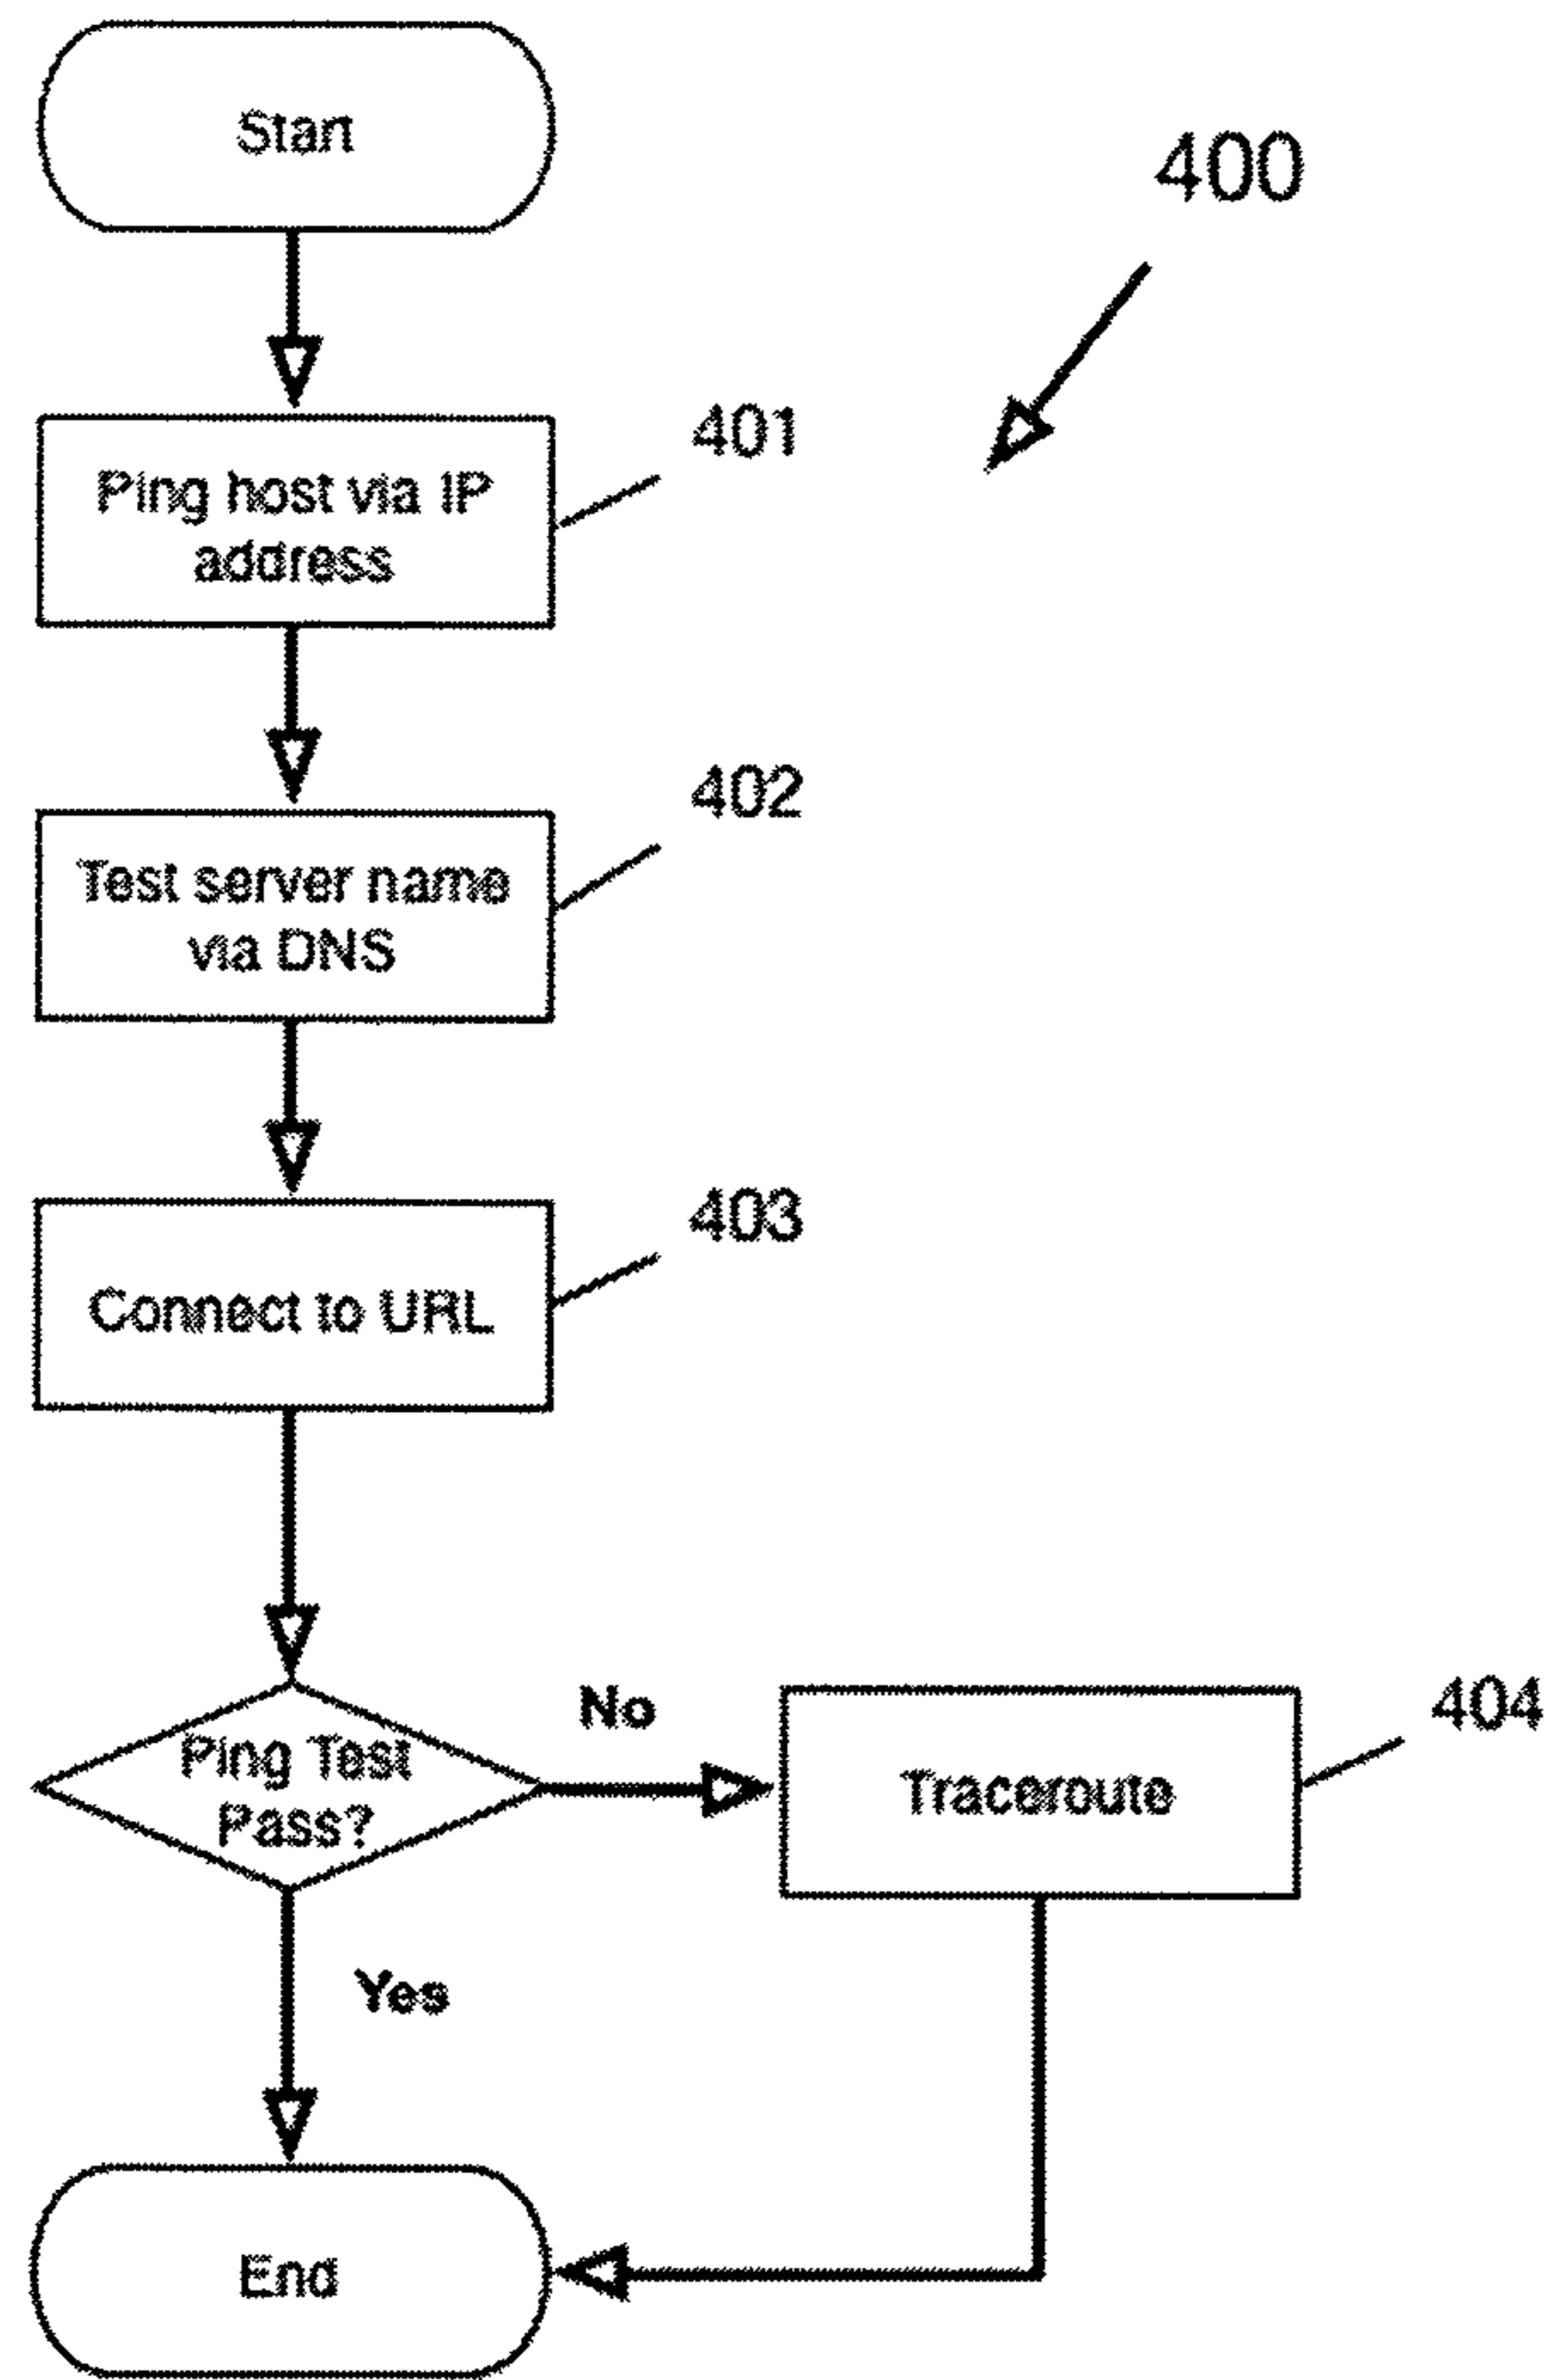 Start
400
401
Ping host via IP
address
402
Test server name
via DNS
403
Connect to URL
No
404
Ping Test
Pass?
Traceroute
Yes
End